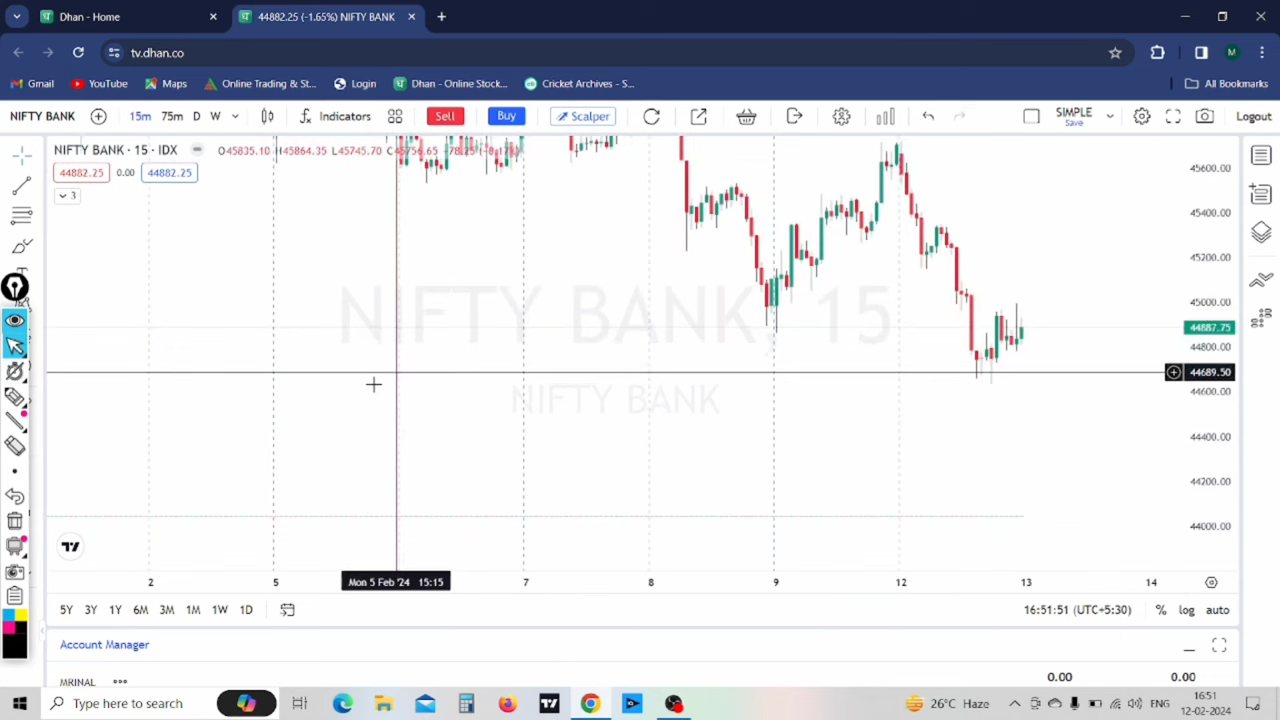 Dhan - Home
44882.25 (-1.65%) NIFTY BANK
tv.dhan.co
M
Gmail
YouTube
Maps
Online Trading & St...
Login
Dhan - Online Stock...
Cricket Archives - S...
All Bookmarks
NIFTY BANK
15m
75m
D
W
Indicators
Sell
Buy
Scalper
SIMPLE
Save
Logout
NIFTY BANK · 15 · IDX
O45835.10 H45864.35 L45745.70 C45756.65 -78.25 (-0.17%)
44882.25
0.00
44882.25
3
NIFTY BANK, 15
NIFTY BANK
45600.00
45400.00
45200.00
45000.00
44887.75
44800.00
44689.50
44600.00
44400.00
44200.00
44000.00
2
5
Mon 5 Feb '24 15:15
7
8
9
12
13
14
5Y
3Y
1Y
6M
3M
1M
1W
1D
16:51:51 (UTC+5:30)
%
log
auto
Account Manager
MRINAL
0.00
0.00
Type here to search
26°C Haze
ENG
16:51
12-02-2024